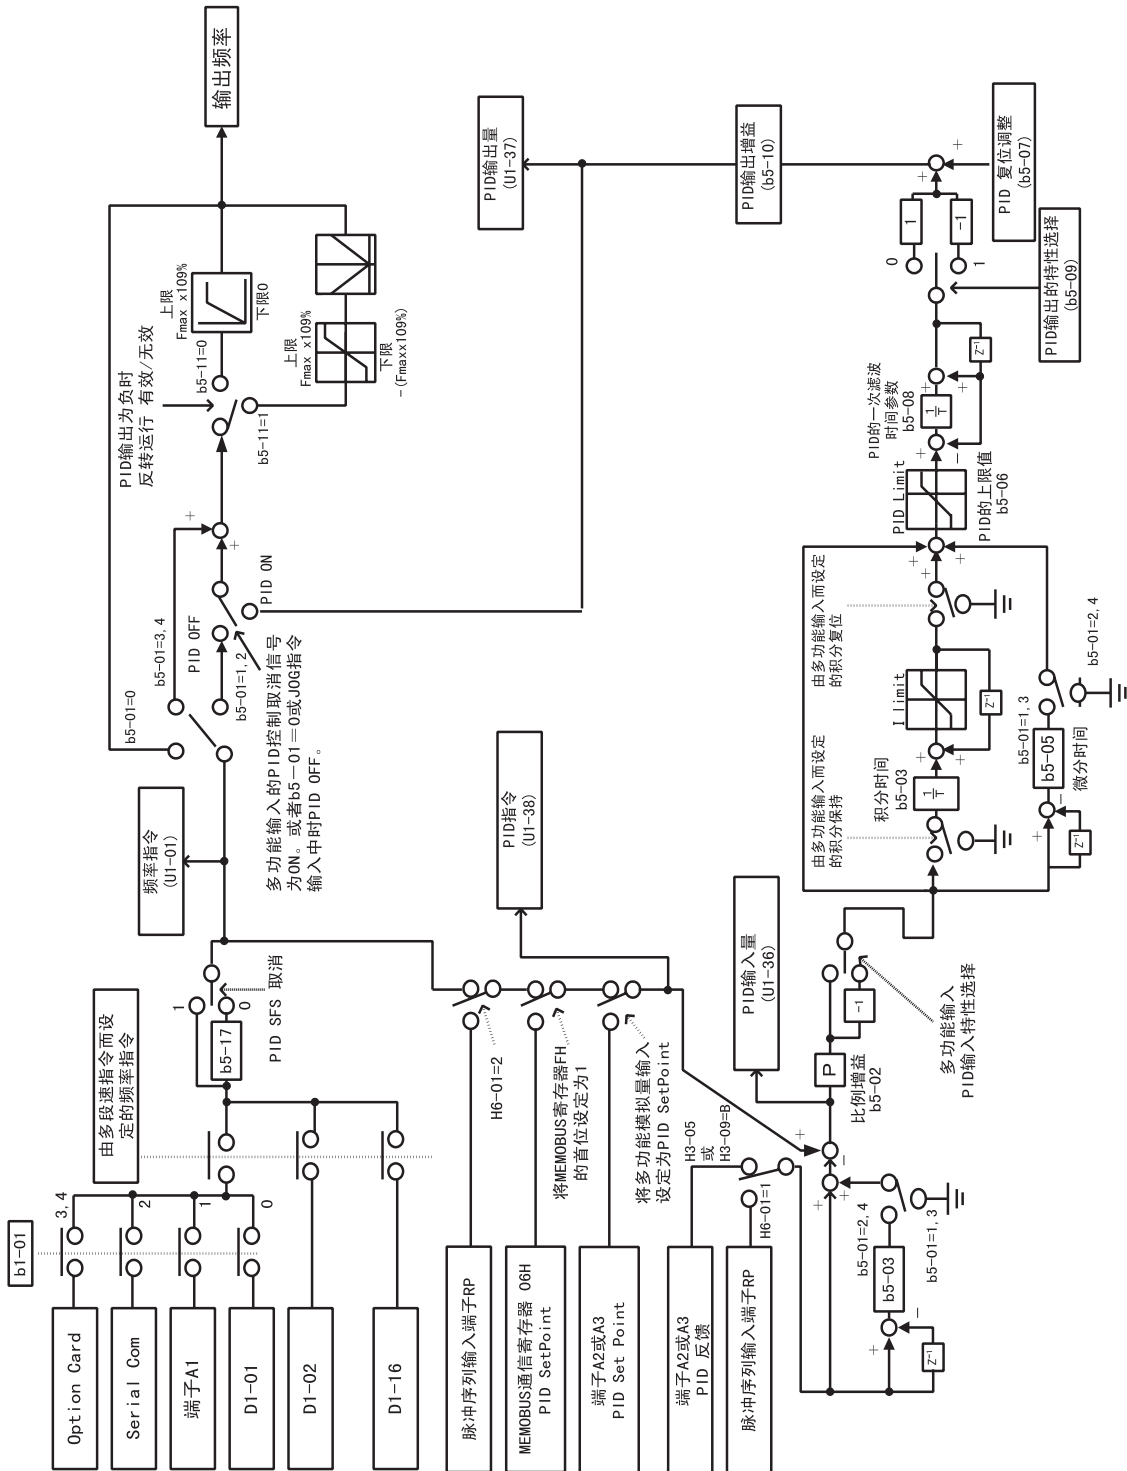 b1-01
3, 4
2
1
0
Option Card
Serial Com
端子A1
D1-01
D1-02
D1-16
由多段速指令而设
定的频率指令
1
0
b5-17
PID SFS 取消
频率指令
(U1-01)
b5-01=0
b5-01=3, 4
PID OFF
b5-01=1, 2
PID ON
多功能输入的PID控制取消信号
为ON。或者b5－01＝0或JOG指令
输入中时PID OFF。
+
+
PID输出为负时
反转运行 有效/无效
b5-11=0
b5-11=1
上限
Fmax x109%
下限0
上限
Fmax x109%
下限
-(Fmaxx109%)
输出频率
脉冲序列输入端子RP
MEMOBUS通信寄存器 06H
PID SetPoint
端子A2或A3
PID Set Point
端子A2或A3
PID 反馈
脉冲序列输入端子RP
H6-01=2
将MEMOBUS寄存器FH
的首位设定为1
将多功能模拟量输入
设定为PID SetPoint
H3-05
或
H3-09=B
H6-01=1
PID指令
(U1-38)
PID输出量
(U1-37)
PID输入量
(U1-36)
+
-
+
+
b5-01=2, 4
b5-01=1, 3
b5-03
+
-
Z-1
P
比例增益
b5-02
-1
多功能输入
PID输入特性选择
由多功能输入而设定
的积分保持
积分时间
b5-03
1/T
+
+
I limit
Z-1
由多功能输入而设定
的积分复位
+
-
Z-1
b5-05
微分时间
b5-01=1, 3
b5-01=2, 4
+
+
+
PID Limit
PID的上限值
b5-06
PID的一次滤波
时间参数
b5-08
+
-
1/T
+
+
Z-1
PID输出的特性选择
(b5-09)
0
1
1
-1
+
+
PID 复位调整
(b5-07)
PID输出增益
(b5-10)